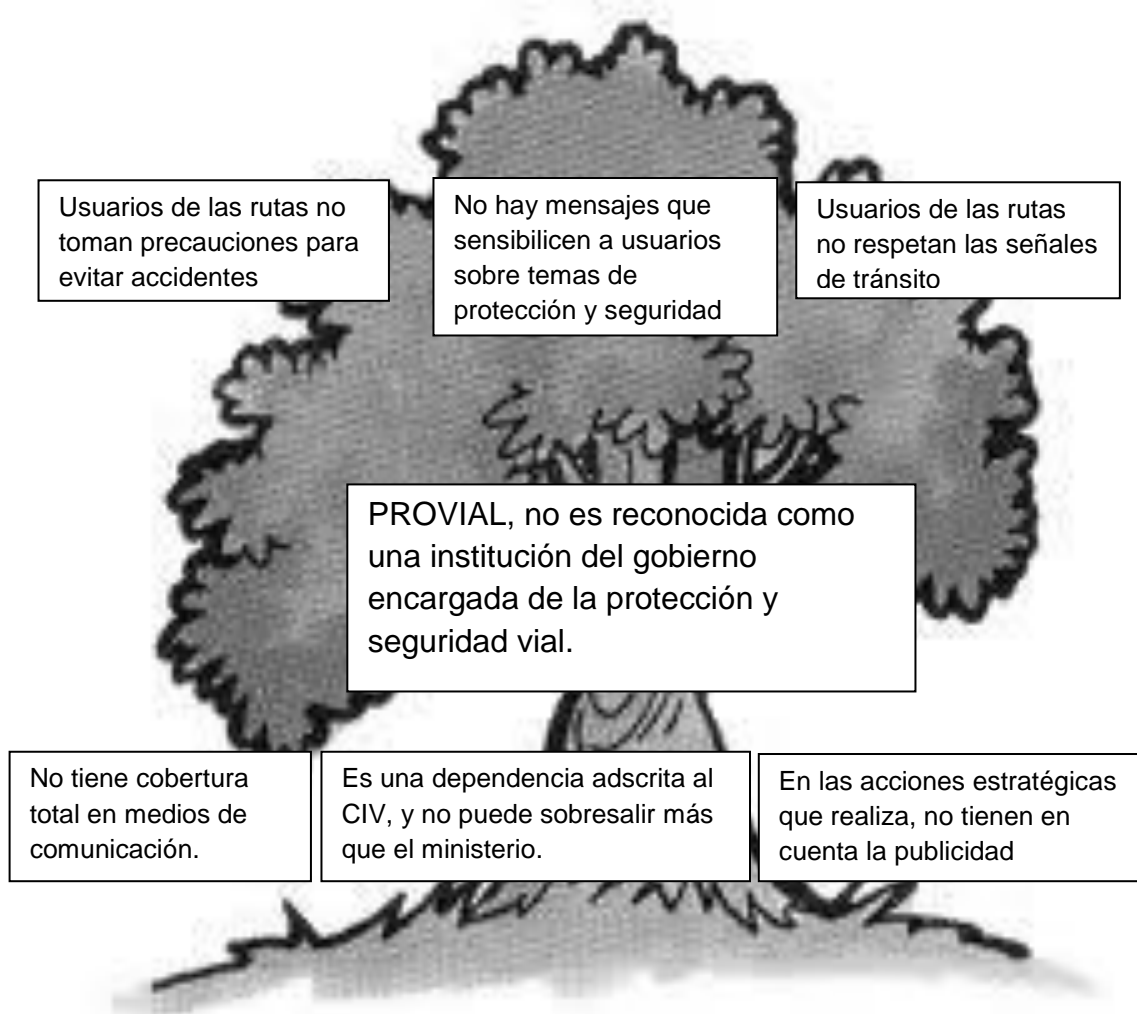 Usuarios de las rutas no
toman precauciones para
evitar accidentes
No hay mensajes que
sensibilicen a usuarios
sobre temas de
protección y seguridad
Usuarios de las rutas
no respetan las señales
de tránsito
PROVIAL, no es reconocida como
una institución del gobierno
encargada de la protección y
seguridad vial.
No tiene cobertura
total en medios de
comunicación.
Es una dependencia adscrita al
CIV, y no puede sobresalir más
que el ministerio.
En las acciones estratégicas
que realiza, no tienen en
cuenta la publicidad